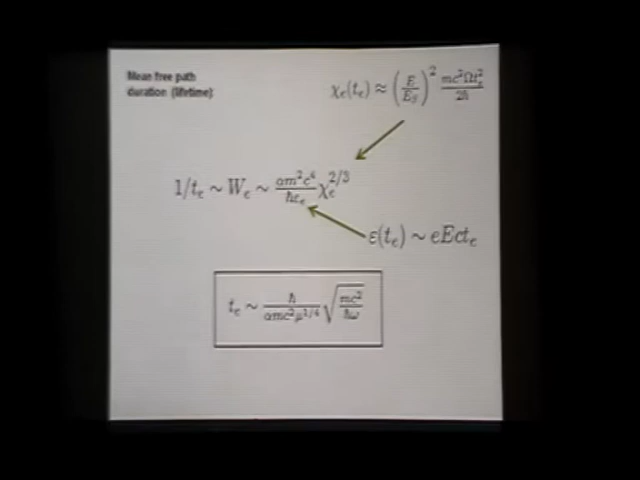 Mean free path
duration (lifetime)
χₑ(tₑ) ≈ (E/E_S)² mc²Ωtₑ²/2ħ
1/tₑ ∼ Wₑ ∼ αm²c⁴/ħεₑ χₑ^{2/3}
ε(tₑ) ∼ eEctₑ
tₑ ∼ ħ/αmc²μ^{1/4} √(mc²/ħω)